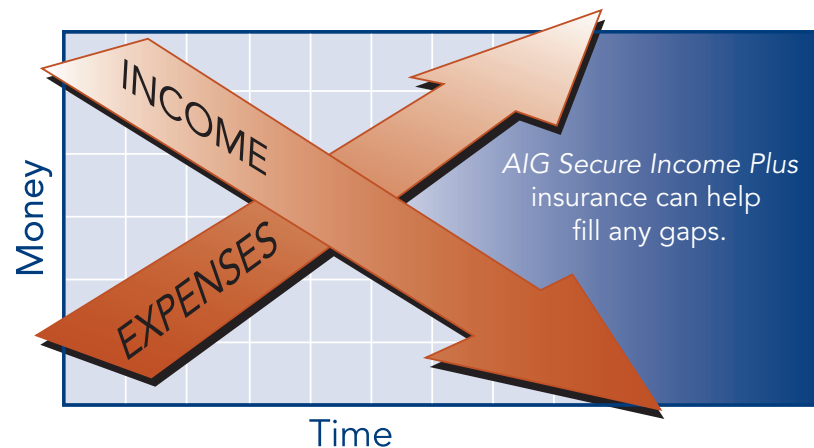 INCOME
AIG Secure Income Plus
insurance can help
fill any gaps.
Money
EXPENSES
Time